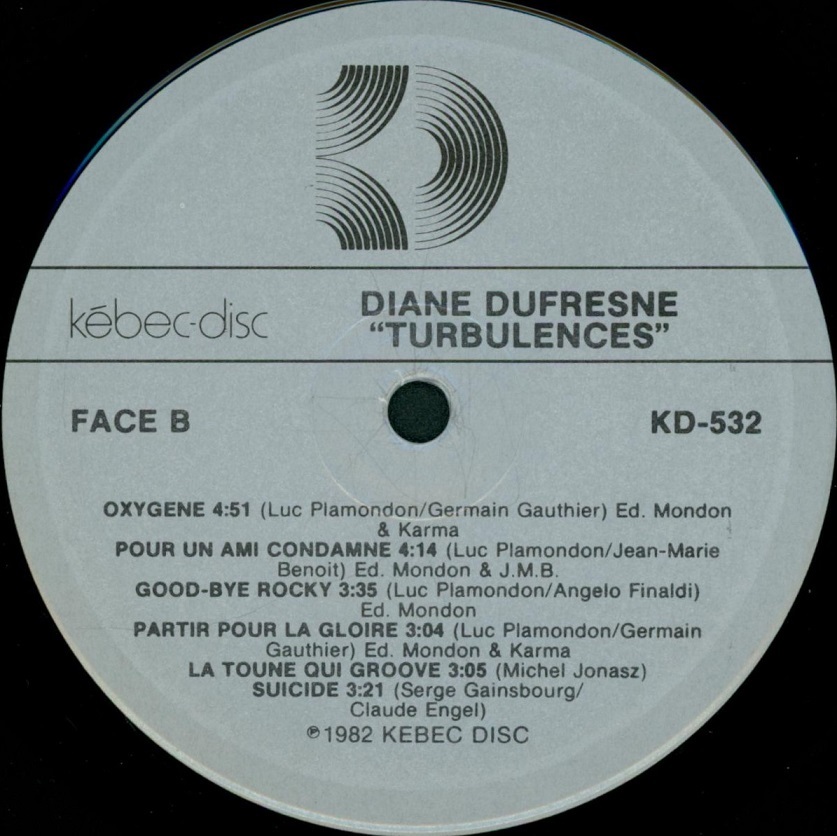 kébec-disc
DIANE DUFRESNE
“TURBULENCES”
FACE B
KD-532
OXYGENE 4:51 (Luc Plamondon/Germain Gauthier) Ed. Mondon
& Karma
POUR UN AMI CONDAMNE 4:14 (Luc Plamondon/Jean-Marie
Benoit) Ed. Mondon & J.M.B.
GOOD-BYE ROCKY 3:35 (Luc Plamondon/Angelo Finaldi)
Ed. Mondon
PARTIR POUR LA GLOIRE 3:04 (Luc Plamondon/Germain
Gauthier) Ed. Mondon & Karma
LA TOUNE QUI GROOVE 3:05 (Michel Jonasz)
SUICIDE 3:21 (Serge Gainsbourg/
Claude Engel)
℗1982 KEBEC DISC